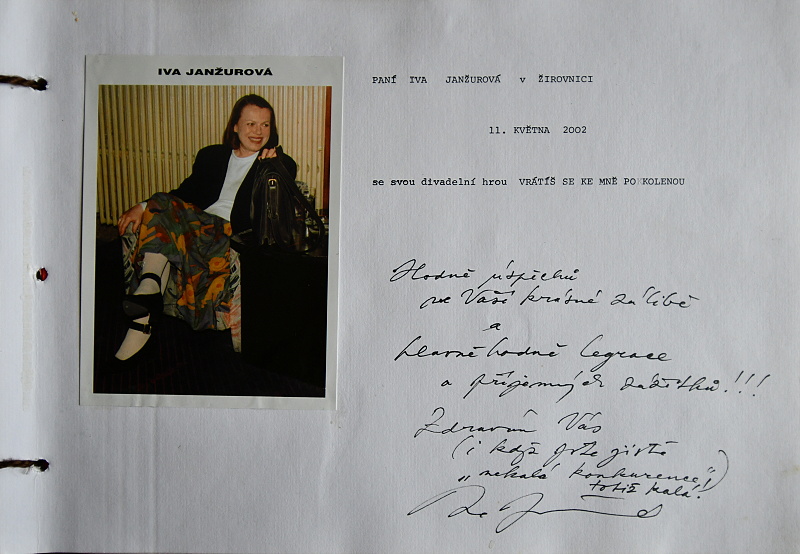 IVA JANŽUROVÁ
PANÍ IVA JANŽUROVÁ v ŽIROVNICI
11. KVĚTNA 2002
se svou divadelní hrou VRÁTÍŠ SE KE MNĚ PO KOLENOU
Hodně úspěchů
ve Vaší krásné zálibě
a
hlavně hodně legrace
a příjemných zážitků!!!
Zdravím Vás
(i když jste jistě
„nekalá konkurence"!)
totiž malá!